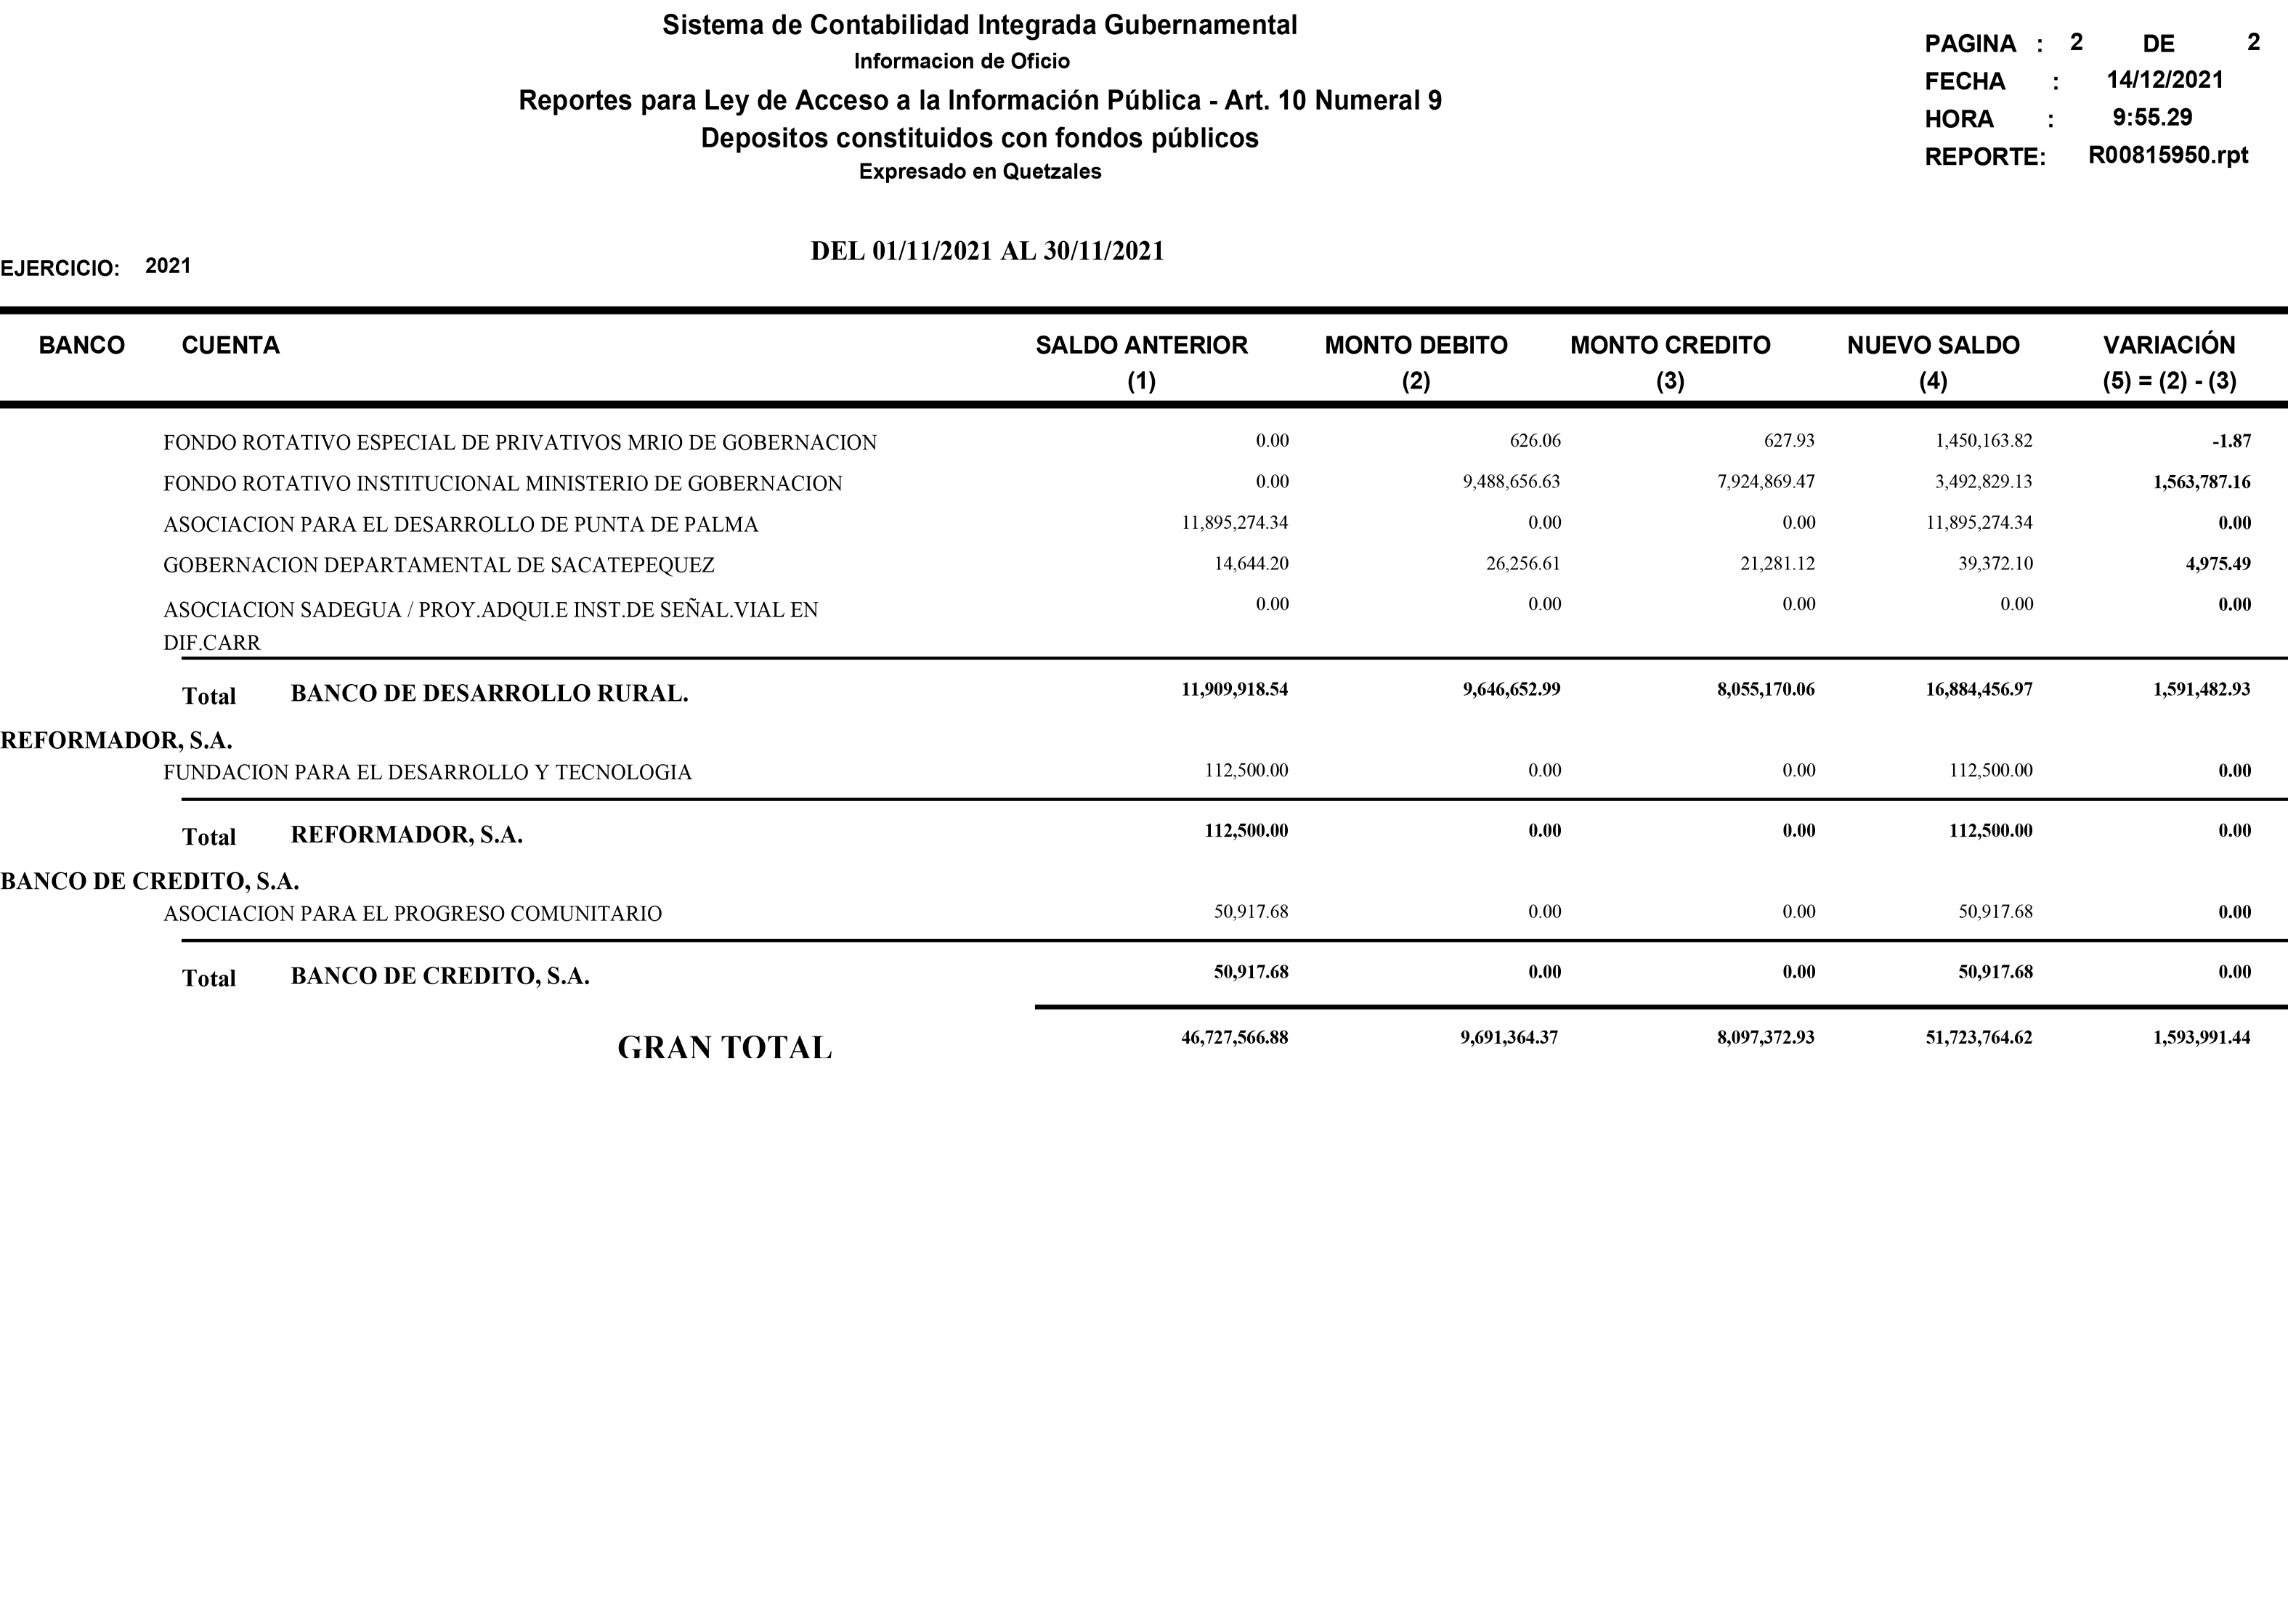 Sistema de Contabilidad Integrada Gubernamental
Informacion de Oficio
Reportes para Ley de Acceso a la Información Pública - Art. 10 Numeral 9
Depositos constituidos con fondos públicos
Expresado en Quetzales
PAGINA : 2 DE 2
FECHA : 14/12/2021
HORA : 9:55.29
REPORTE: R00815950.rpt
DEL 01/11/2021 AL 30/11/2021
EJERCICIO: 2021
BANCO CUENTA SALDO ANTERIOR MONTO DEBITO MONTO CREDITO NUEVO SALDO VARIACIÓN
(1) (2) (3) (4) (5) = (2) - (3)
FONDO ROTATIVO ESPECIAL DE PRIVATIVOS MRIO DE GOBERNACION 0.00 626.06 627.93 1,450,163.82 -1.87
FONDO ROTATIVO INSTITUCIONAL MINISTERIO DE GOBERNACION 0.00 9,488,656.63 7,924,869.47 3,492,829.13 1,563,787.16
ASOCIACION PARA EL DESARROLLO DE PUNTA DE PALMA 11,895,274.34 0.00 0.00 11,895,274.34 0.00
GOBERNACION DEPARTAMENTAL DE SACATEPEQUEZ 14,644.20 26,256.61 21,281.12 39,372.10 4,975.49
ASOCIACION SADEGUA / PROY.ADQUI.E INST.DE SEÑAL.VIAL EN 0.00 0.00 0.00 0.00 0.00
DIF.CARR
Total BANCO DE DESARROLLO RURAL. 11,909,918.54 9,646,652.99 8,055,170.06 16,884,456.97 1,591,482.93
REFORMADOR, S.A.
FUNDACION PARA EL DESARROLLO Y TECNOLOGIA 112,500.00 0.00 0.00 112,500.00 0.00
Total REFORMADOR, S.A. 112,500.00 0.00 0.00 112,500.00 0.00
BANCO DE CREDITO, S.A.
ASOCIACION PARA EL PROGRESO COMUNITARIO 50,917.68 0.00 0.00 50,917.68 0.00
Total BANCO DE CREDITO, S.A. 50,917.68 0.00 0.00 50,917.68 0.00
GRAN TOTAL 46,727,566.88 9,691,364.37 8,097,372.93 51,723,764.62 1,593,991.44